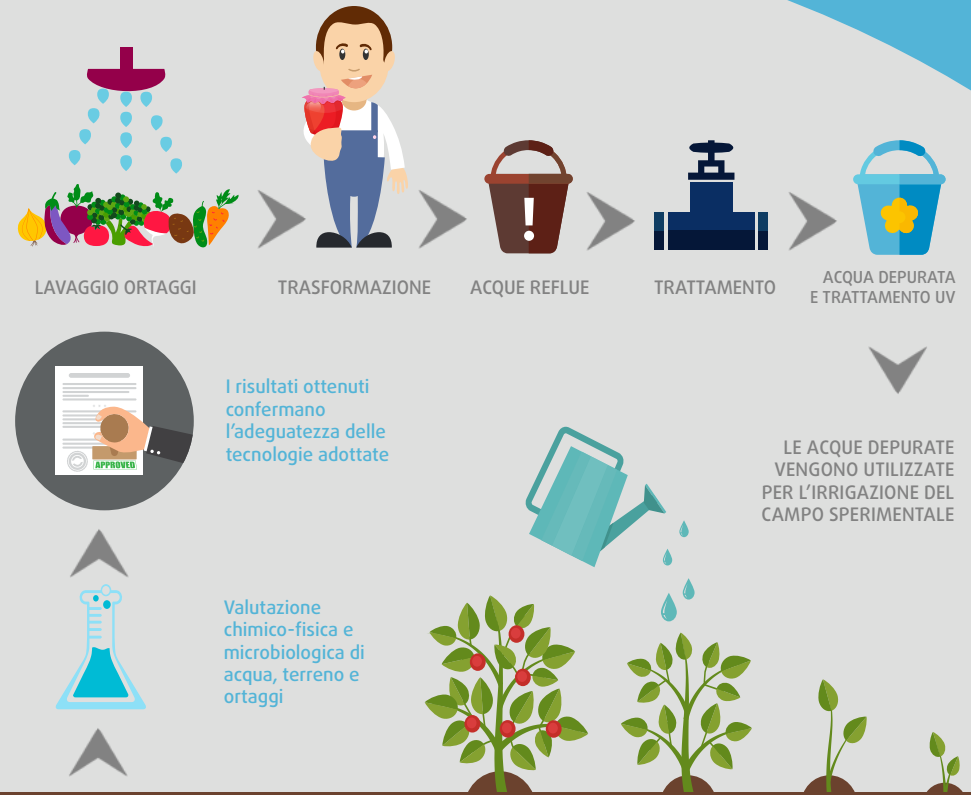 LAVAGGIO ORTAGGI
TRASFORMAZIONE
ACQUE REFLUE
TRATTAMENTO
ACQUA DEPURATA
E TRATTAMENTO UV
LE ACQUE DEPURATE
VENGONO UTILIZZATE
PER L'IRRIGAZIONE DEL
CAMPO SPERIMENTALE
I risultati ottenuti
confermano
l'adeguatezza delle
tecnologie adottate
APPROVED
Valutazione
chimico-fisica e
microbiologica di
acqua, terreno e
ortaggi